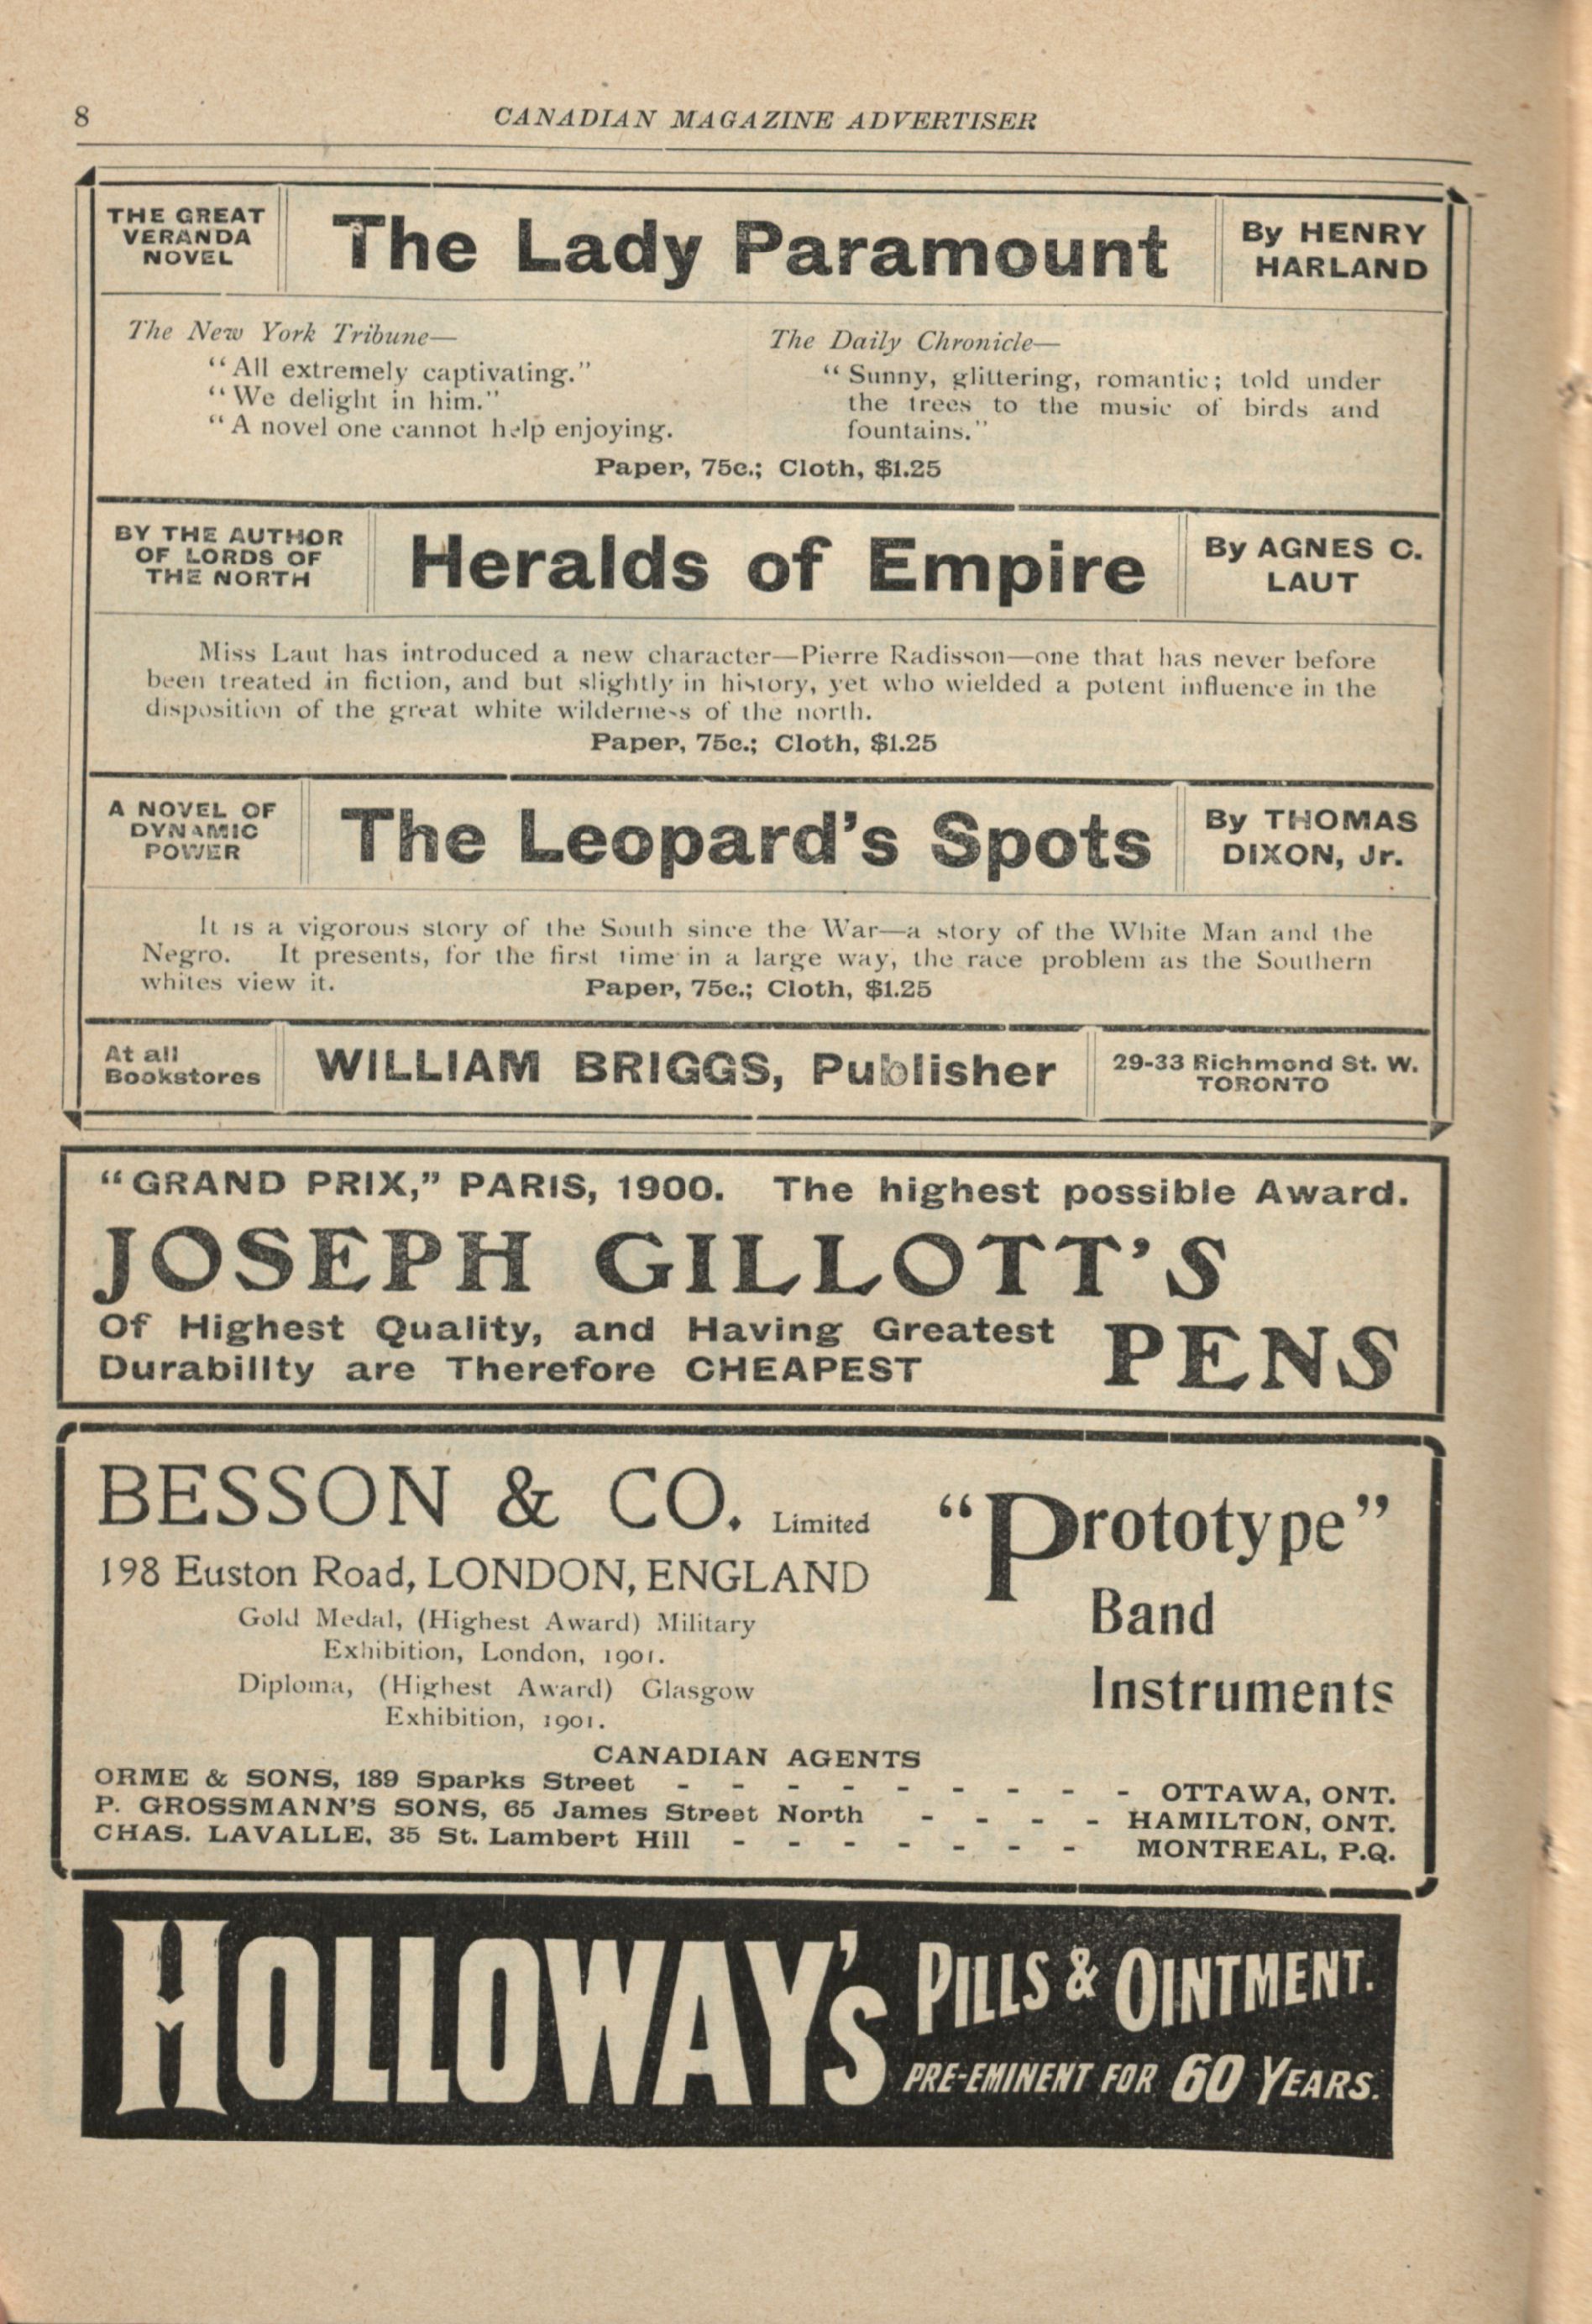 8
CANADIAN MAGAZINE ADVERTISER
THE GREAT
VERANDA
NOVEL
The Lady Paramount
By HENRY
HARLAND
The New York Tribune—
"All extremely captivating."
"We delight in him."
"A novel one cannot help enjoying.
The Daily Chronicle—
"Sunny, glittering, romantic; told under
the trees to the music of birds and
fountains."
Paper, 75c.; Cloth, $1.25
BY THE AUTHOR
OF LORDS OF
THE NORTH
Heralds of Empire
By AGNES C.
LAUT
Miss Laut has introduced a new character—Pierre Radisson—one that has never before
been treated in fiction, and but slightly in history, yet who wielded a potent influence in the
disposition of the great white wilderness of the north.
Paper, 75c.; Cloth, $1.25
A NOVEL OF
DYNAMIC
POWER
The Leopard's Spots
By THOMAS
DIXON, Jr.
It is a vigorous story of the South since the War—a story of the White Man and the
Negro. It presents, for the first time in a large way, the race problem as the Southern
whites view it.
Paper, 75c.; Cloth, $1.25
At all
Bookstores
WILLIAM BRIGGS, Publisher
29-33 Richmond St. W.
TORONTO
"GRAND PRIX," PARIS, 1900. The highest possible Award.
JOSEPH GILLOTT'S
Of Highest Quality, and Having Greatest
Durability are Therefore CHEAPEST
PENS
BESSON & CO. Limited
198 Euston Road, LONDON, ENGLAND
Gold Medal, (Highest Award) Military
Exhibition, London, 1901.
Diploma, (Highest Award) Glasgow
Exhibition, 1901.
"Prototype"
Band
Instruments
CANADIAN AGENTS
ORME & SONS, 189 Sparks Street - - - - - - - - - OTTAWA, ONT.
P. GROSSMANN'S SONS, 65 James Street North - - - - HAMILTON, ONT.
CHAS. LAVALLE, 35 St. Lambert Hill - - - - - - - MONTREAL, P.Q.
HOLLOWAY'S PILLS & OINTMENT.
PRE-EMINENT FOR 60 YEARS.